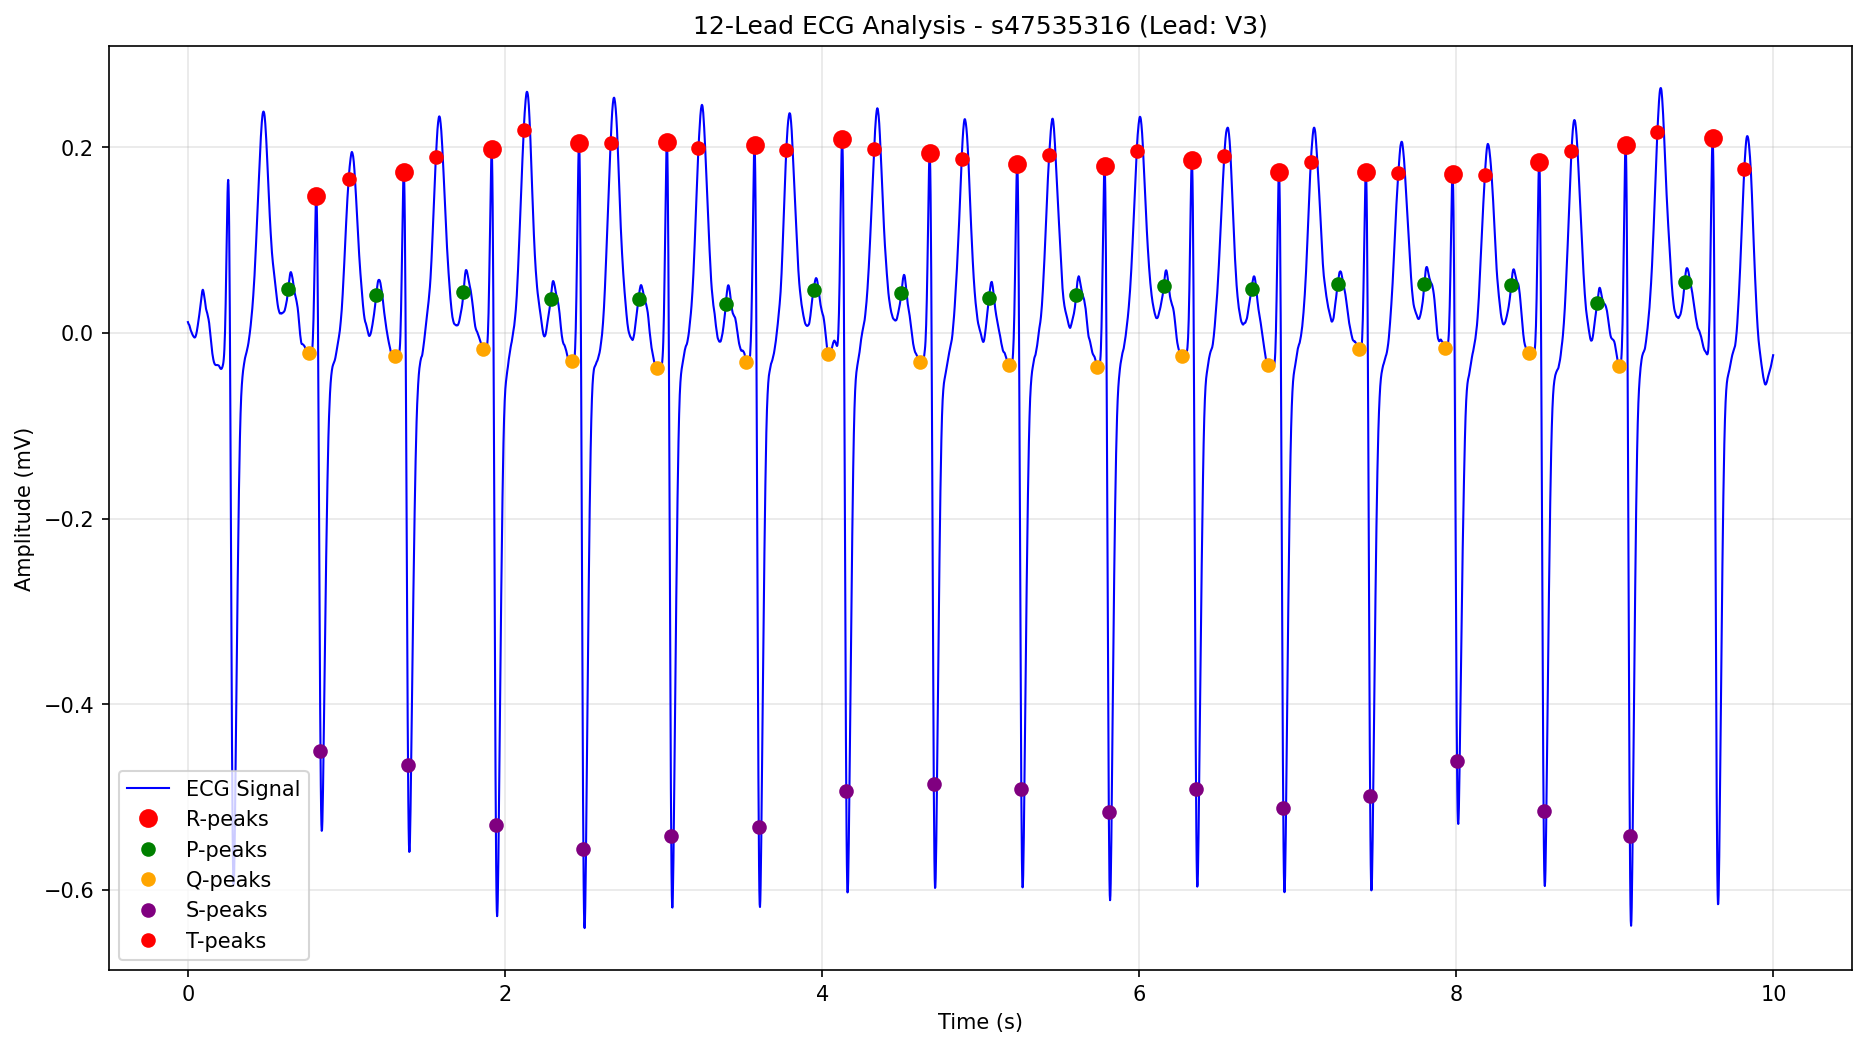 12-Lead ECG Analysis - s47535316 (Lead: V3)
Amplitude (mV)
0.2
0.0
−0.2
−0.4
−0.6
ECG Signal
R-peaks
P-peaks
Q-peaks
S-peaks
T-peaks
0 2 4 6 8 10
Time (s)